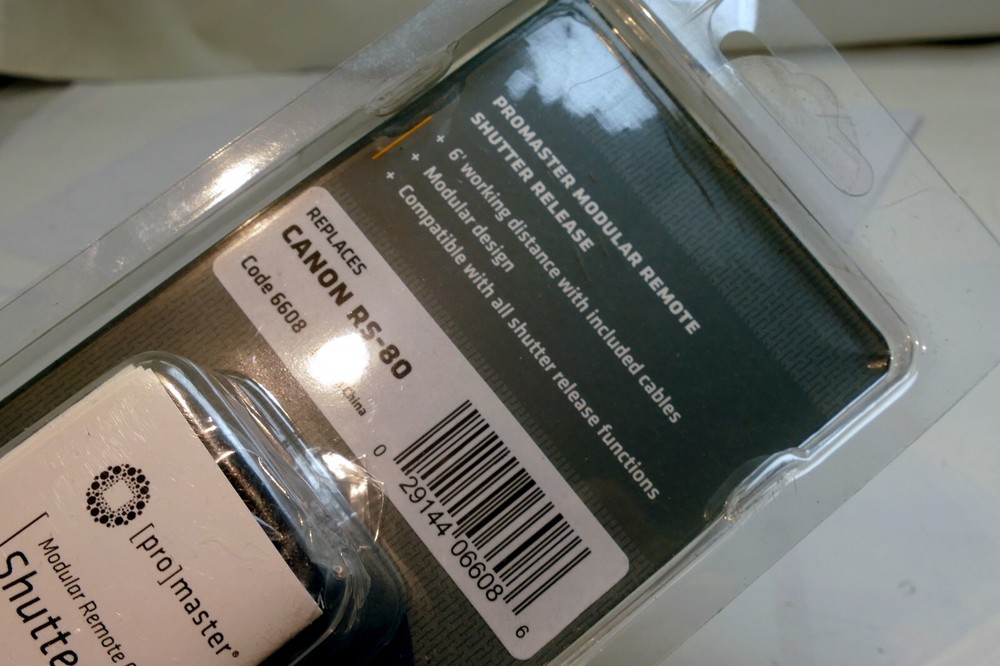 PROMASTER MODULAR REMOTE
SHUTTER RELEASE
+ 6' working distance with included cables
+ Modular design
+ Compatible with all shutter release functions
REPLACES
CANON RS-80
Code 6608
China
0 29144 06608 6
[pro]master
Modular Remote
[Shutte